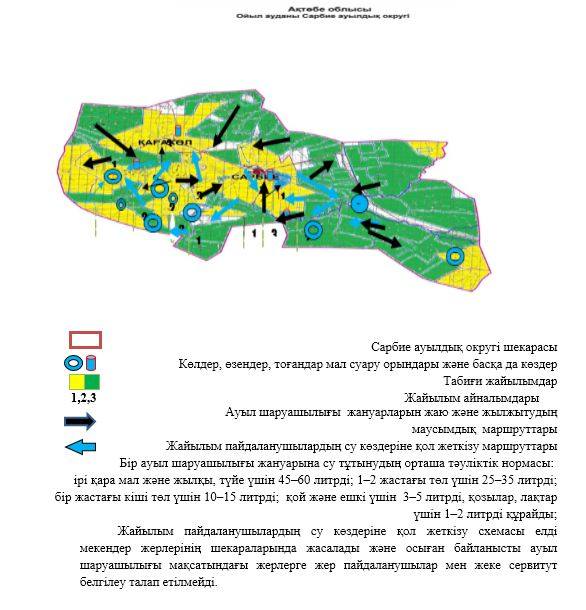 Ақтөбе облысы
Ойыл ауданы Сарбие ауылдық округі
ҚАРАКӨЛ
САРБИЕ
1
1
1 3
Сарбие ауылдық округі шекарасы
Көлдер, өзендер, тоғандар мал суару орындары және басқа да көздер
Табиғи жайылымдар
1,2,3 Жайылым айналымдары
Ауыл шаруашылығы жануарларын жаю және жылжытудың
маусымдық маршруттары
Жайылым пайдаланушылардың су көздеріне қол жеткізу маршруттары
Бір ауыл шаруашылығы жануарына су тұтынудың орташа тәуліктік нормасы:
ірі қара мал және жылқы, түйе үшін 45–60 литрді; 1–2 жастағы төл үшін 25–35 литрді;
бір жастағы кіші төл үшін 10–15 литрді; қой және ешкі үшін 3–5 литрді, қозылар, лақтар
үшін 1–2 литрді құрайды;
Жайылым пайдаланушылардың су көздеріне қол жеткізу схемасы елді
мекендер жерлерінің шекараларында жасалады және осыған байланысты ауыл
шаруашылығы мақсатындағы жерлерге жер пайдаланушылар мен жеке сервитут
белгілеу талап етілмейді.